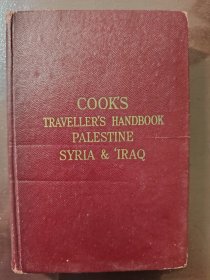 COOK'S
TRAVELLER'S HANDBOOK
PALESTINE
SYRIA & 'IRAQ